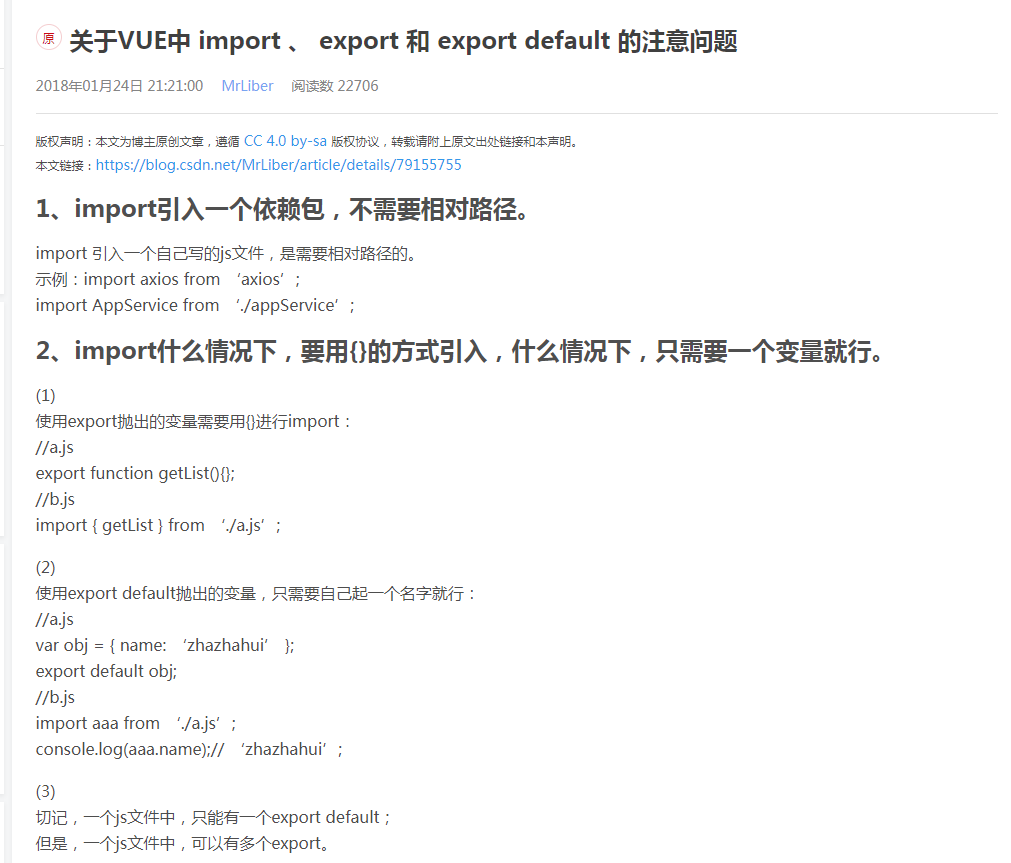 原 关于VUE中 import 、 export 和 export default 的注意问题
2018年01月24日 21:21:00 MrLiber 阅读数 22706
版权声明：本文为博主原创文章，遵循 CC 4.0 by-sa 版权协议，转载请附上原文出处链接和本声明。
本文链接：https://blog.csdn.net/MrLiber/article/details/79155755
1、import引入一个依赖包，不需要相对路径。
import 引入一个自己写的js文件，是需要相对路径的。
示例：import axios from ‘axios’;
import AppService from ‘./appService’;
2、import什么情况下，要用{}的方式引入，什么情况下，只需要一个变量就行。
(1)
使用export抛出的变量需要用{}进行import：
//a.js
export function getList(){};
//b.js
import { getList } from ‘./a.js’;
(2)
使用export default抛出的变量，只需要自己起一个名字就行：
//a.js
var obj = { name: ‘zhazhahui’ };
export default obj;
//b.js
import aaa from ‘./a.js’;
console.log(aaa.name);// ‘zhazhahui’;
(3)
切记，一个js文件中，只能有一个export default；
但是，一个js文件中，可以有多个export。